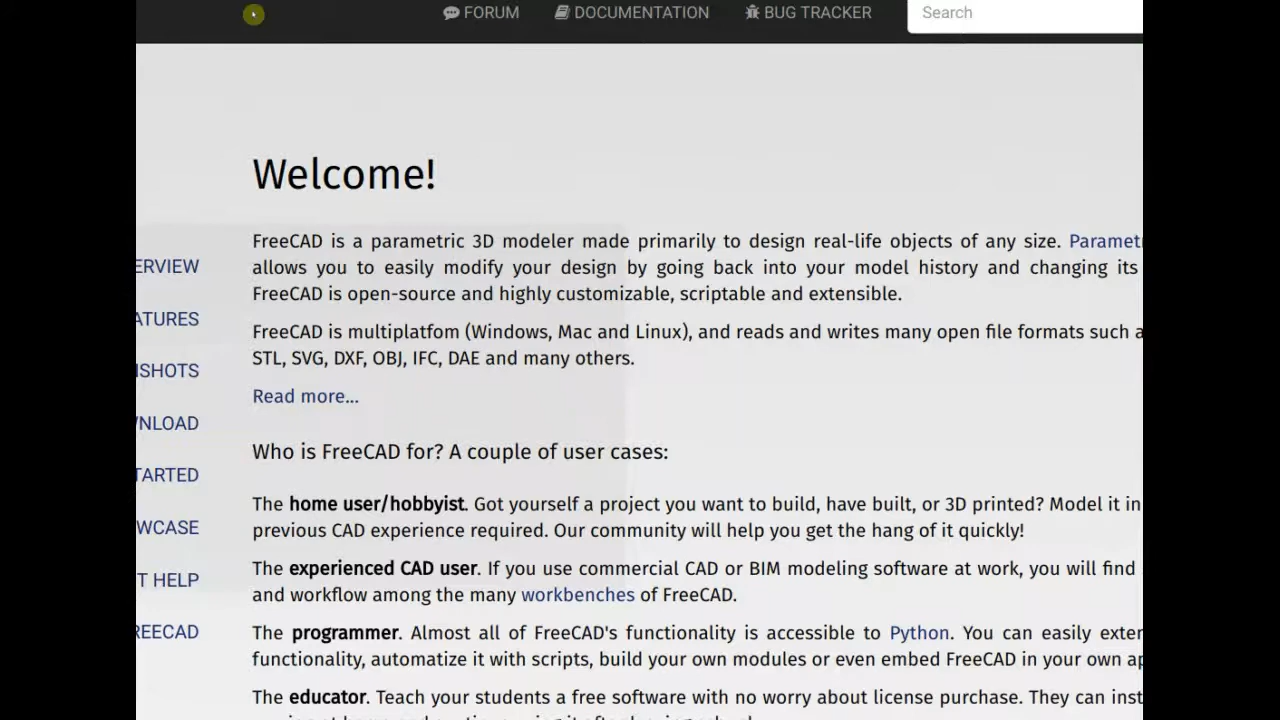 FORUM DOCUMENTATION BUG TRACKER Search
Welcome!
FreeCAD is a parametric 3D modeler made primarily to design real-life objects of any size. Parametr
allows you to easily modify your design by going back into your model history and changing its
FreeCAD is open-source and highly customizable, scriptable and extensible.
FreeCAD is multiplatfom (Windows, Mac and Linux), and reads and writes many open file formats such a
STL, SVG, DXF, OBJ, IFC, DAE and many others.
Read more...
Who is FreeCAD for? A couple of user cases:
The home user/hobbyist. Got yourself a project you want to build, have built, or 3D printed? Model it in
previous CAD experience required. Our community will help you get the hang of it quickly!
The experienced CAD user. If you use commercial CAD or BIM modeling software at work, you will find
and workflow among the many workbenches of FreeCAD.
The programmer. Almost all of FreeCAD's functionality is accessible to Python. You can easily exter
functionality, automatize it with scripts, build your own modules or even embed FreeCAD in your own ap
The educator. Teach your students a free software with no worry about license purchase. They can inst
ERVIEW
ATURES
NSHOTS
WNLOAD
TARTED
WCASE
T HELP
REECAD